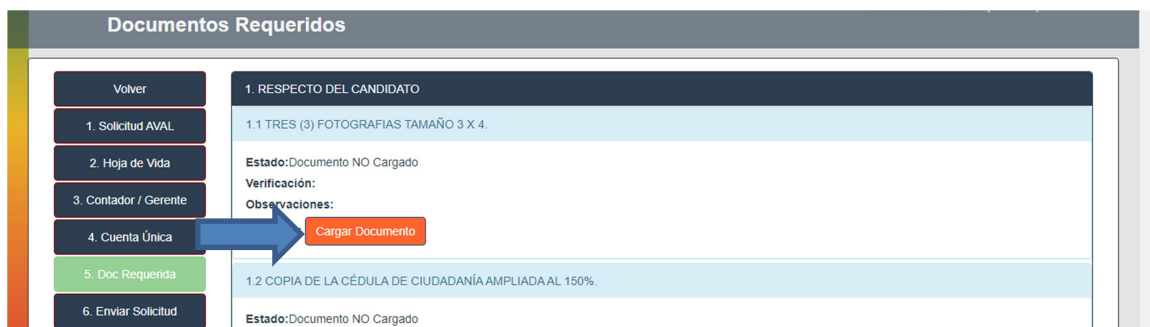 Documentos Requeridos
Volver
1. Solicitud AVAL
2. Hoja de Vida
3. Contador / Gerente
4. Cuenta Única
5. Doc Requerida
6. Enviar Solicitud
1. RESPECTO DEL CANDIDATO
1.1 TRES (3) FOTOGRAFIAS TAMAÑO 3 X 4.
Estado:Documento NO Cargado
Verificación:
Observaciones:
Cargar Documento
1.2 COPIA DE LA CÉDULA DE CIUDADANÍA AMPLIADA AL 150%.
Estado:Documento NO Cargado